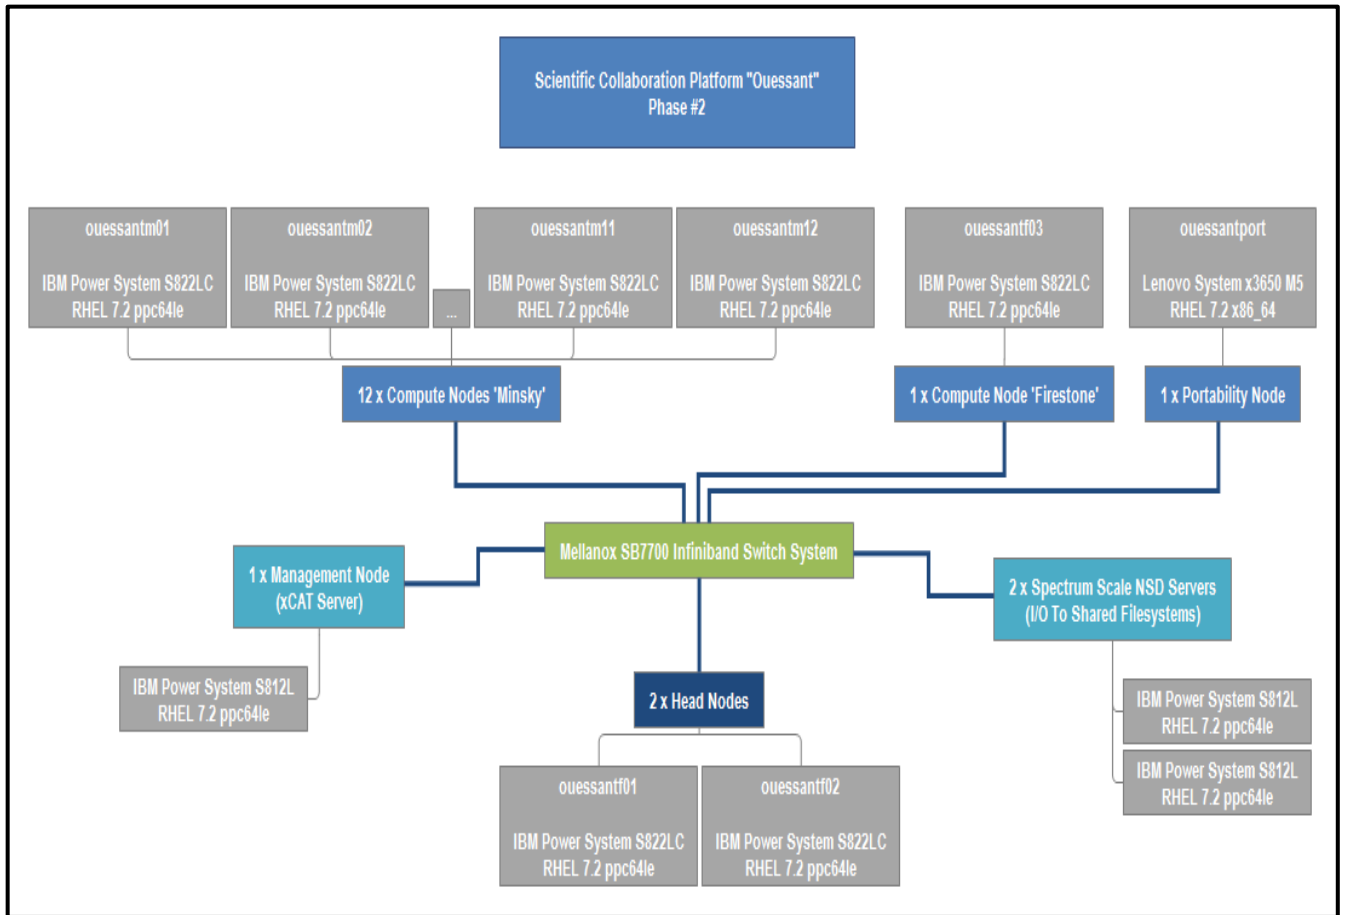 Scientific Collaboration Platform "Ouessant"
Phase #2
ouessantm01
IBM Power System S822LC
RHEL 7.2 ppc64le
ouessantm02
IBM Power System S822LC
RHEL 7.2 ppc64le
...
ouessantm11
IBM Power System S822LC
RHEL 7.2 ppc64le
ouessantm12
IBM Power System S822LC
RHEL 7.2 ppc64le
ouessantf03
IBM Power System S822LC
RHEL 7.2 ppc64le
ouessantport
Lenovo System x3650 M5
RHEL 7.2 x86_64
12 x Compute Nodes 'Minsky'
1 x Compute Node 'Firestone'
1 x Portability Node
Mellanox SB7700 Infiniband Switch System
1 x Management Node
(xCAT Server)
IBM Power System S812L
RHEL 7.2 ppc64le
2 x Spectrum Scale NSD Servers
(I/O To Shared Filesystems)
IBM Power System S812L
RHEL 7.2 ppc64le
IBM Power System S812L
RHEL 7.2 ppc64le
2 x Head Nodes
ouessantf01
IBM Power System S822LC
RHEL 7.2 ppc64le
ouessantf02
IBM Power System S822LC
RHEL 7.2 ppc64le